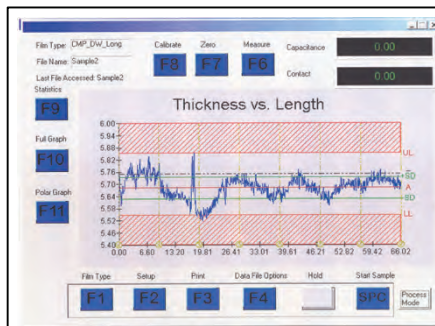 Film Type: CMP_DW_Long
File Name: Sample2
Last File Accessed: Sample2
Calibrate Zero Measure
F8 F7 F6
Capacitance 0.00
Contact 0.00
Statistics
F9
Full Graph
F10
Polar Graph
F11
Thickness vs. Length
6.00
5.94
5.88
5.82
5.76
5.70
5.64
5.58
5.52
5.46
5.40
UL
+SD
A
-SD
LL
0.00 6.60 13.20 19.81 26.41 33.01 39.61 46.21 52.82 59.42 66.02
Film Type Setup Print Data File Options Hold Start Sample
F1 F2 F3 F4 SPC
Process
Mode